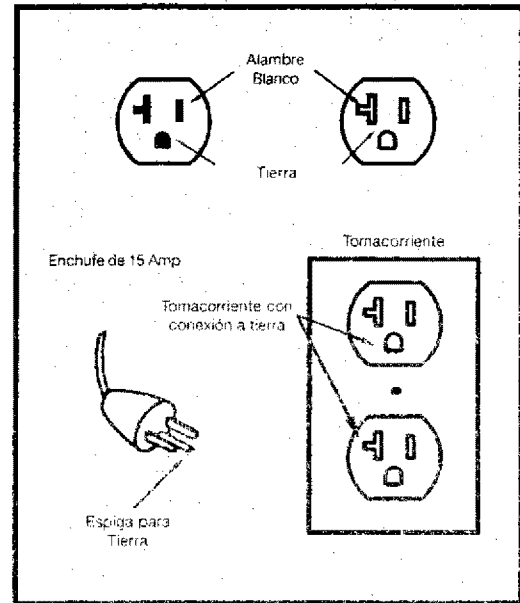 Alambre
Blanco
Tierra
Tomacorriente
Enchufe de 15 Amp
Tomacorriente con
conexión a tierra
Espiga para
Tierra